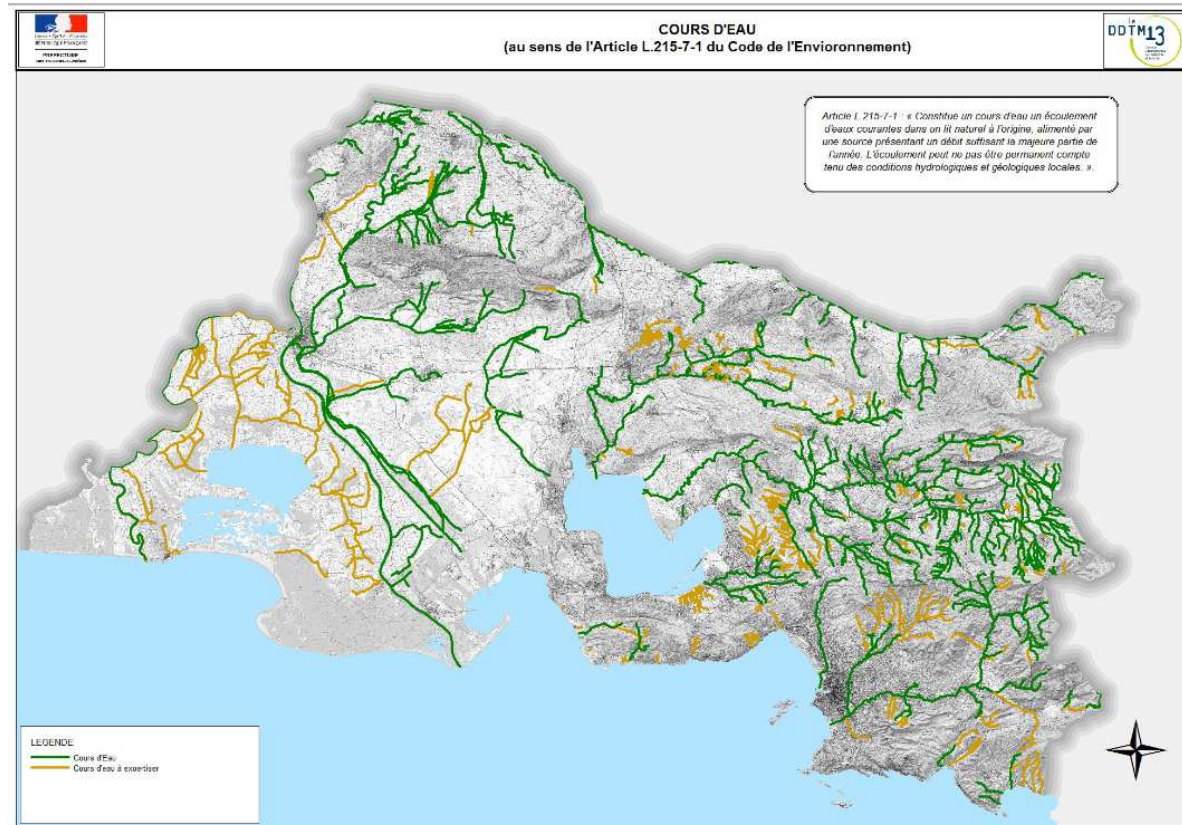 COURS D'EAU
(au sens de l'Article L.215-7-1 du Code de l'Envioronnement)
RÉPUBLIQUE FRANÇAISE
PREFECTURE
DDTM13
Article L 215-7-1 : « Constitue un cours d'eau un écoulement
d'eaux courantes dans un lit naturel à l'origine, alimenté par
une source présentant un débit suffisant la majeure partie de
l'année. L'écoulement peut ne pas être permanent compte
tenu des conditions hydrologiques et géologiques locales. ».
LEGENDE
Cours d'Eau
Cours d'eau à expertiser